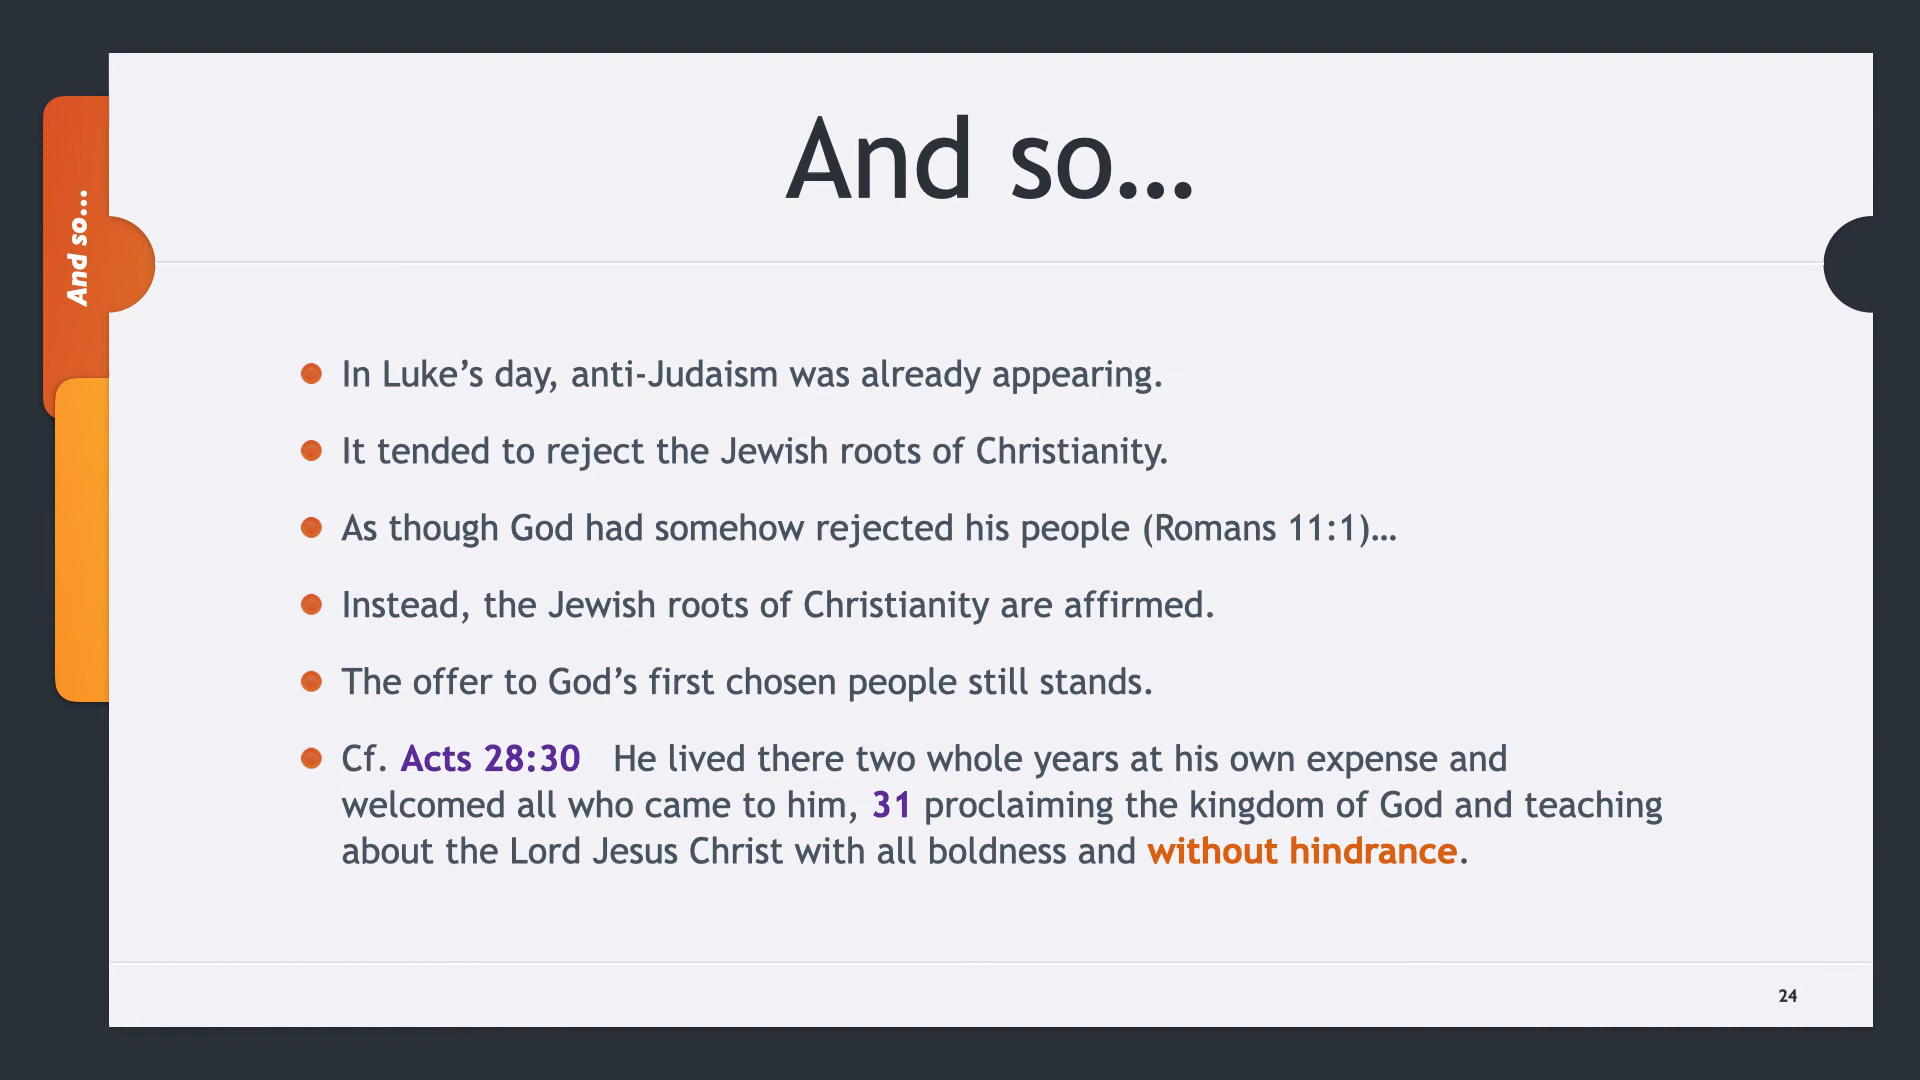 And so…
And so…
In Luke’s day, anti-Judaism was already appearing.
It tended to reject the Jewish roots of Christianity.
As though God had somehow rejected his people (Romans 11:1)…
Instead, the Jewish roots of Christianity are affirmed.
The offer to God’s first chosen people still stands.
Cf. Acts 28:30 He lived there two whole years at his own expense and
welcomed all who came to him, 31 proclaiming the kingdom of God and teaching
about the Lord Jesus Christ with all boldness and without hindrance.
24